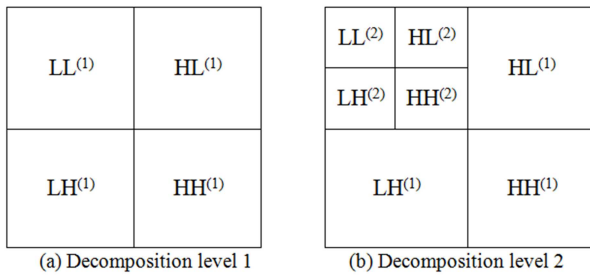 LL(1) HL(1)
LH(1) HH(1)
(a) Decomposition level 1
LL(2) HL(2)
HL(1)
LH(2) HH(2)
LH(1) HH(1)
(b) Decomposition level 2